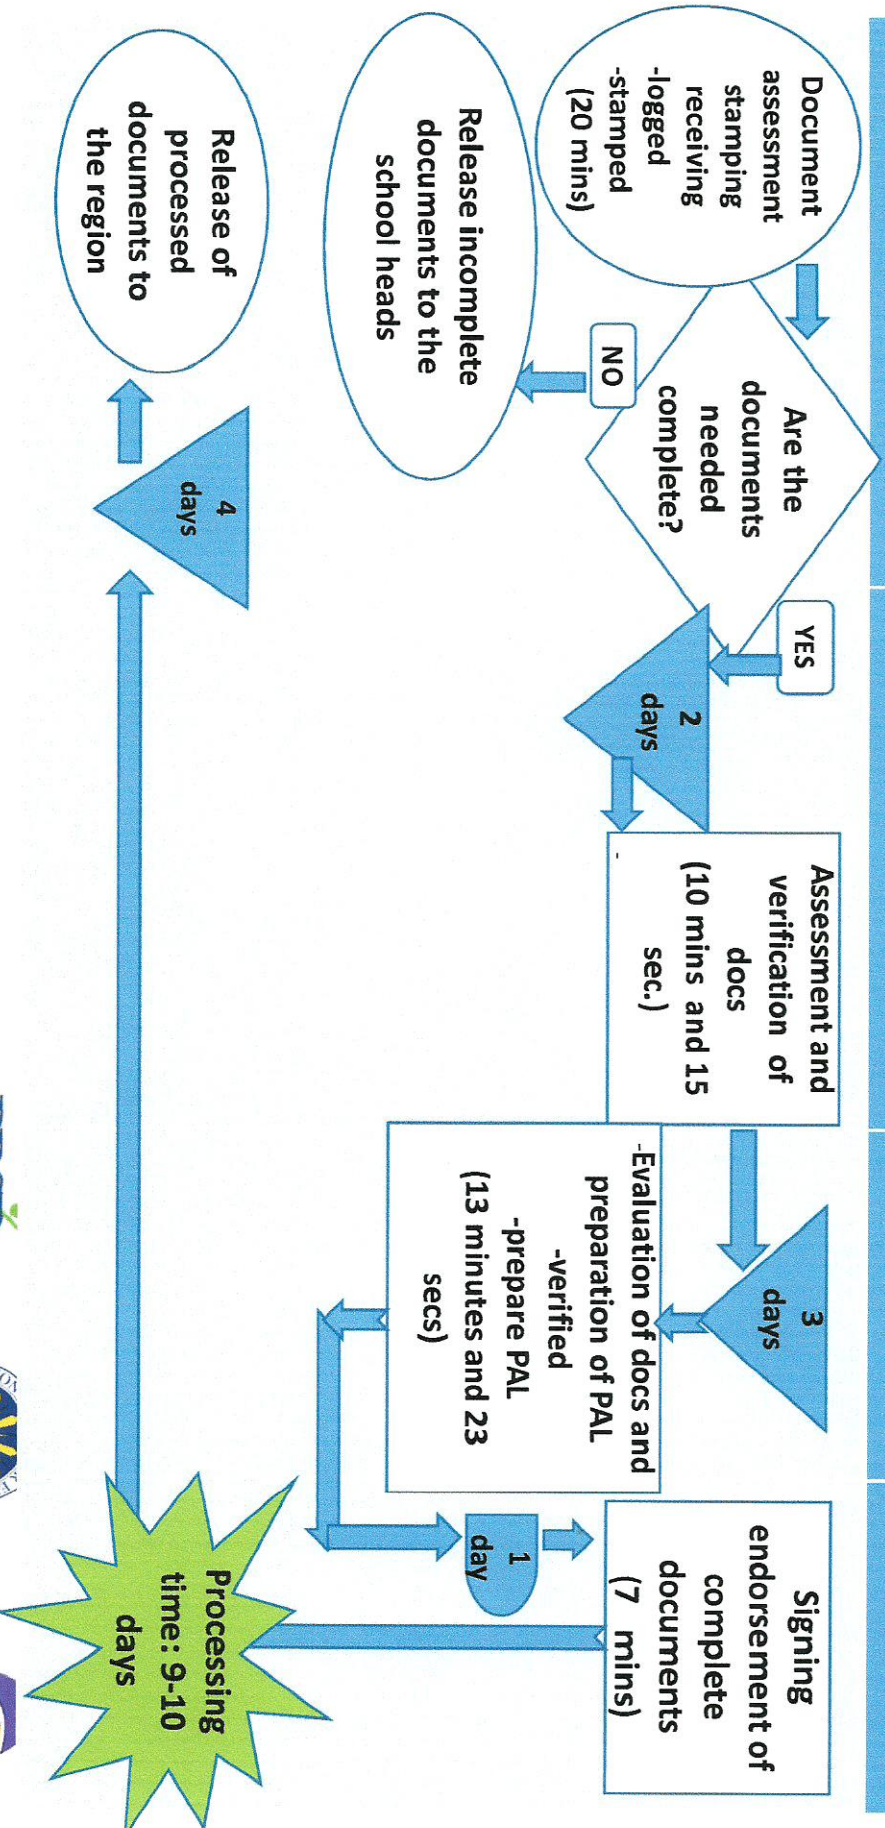 Document
assessment
stamping
receiving
-logged
-stamped
(20 mins)
Are the
documents
needed
complete?
NO
YES
Release incomplete
documents to the
school heads
2
days
Assessment and
verification of
docs
(10 mins and 15
sec.)
-
3
days
-Evaluation of docs and
preparation of PAL
-verified
-prepare PAL
(13 minutes and 23
secs)
1
day
Signing
endorsement of
complete
documents
(7 mins)
Processing
time: 9-10
days
4
days
Release of
processed
documents to
the region